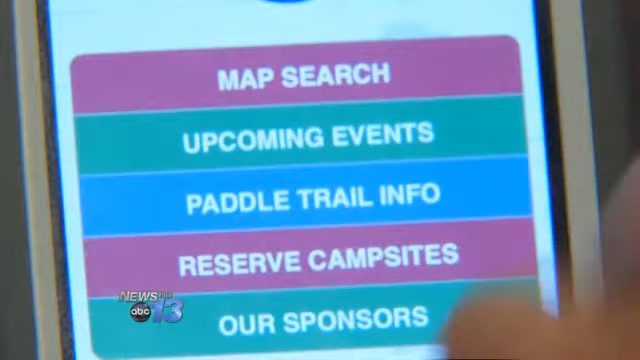 MAP SEARCH
UPCOMING EVENTS
PADDLE TRAIL INFO
RESERVE CAMPSITES
OUR SPONSORS
NEWS
abc 13